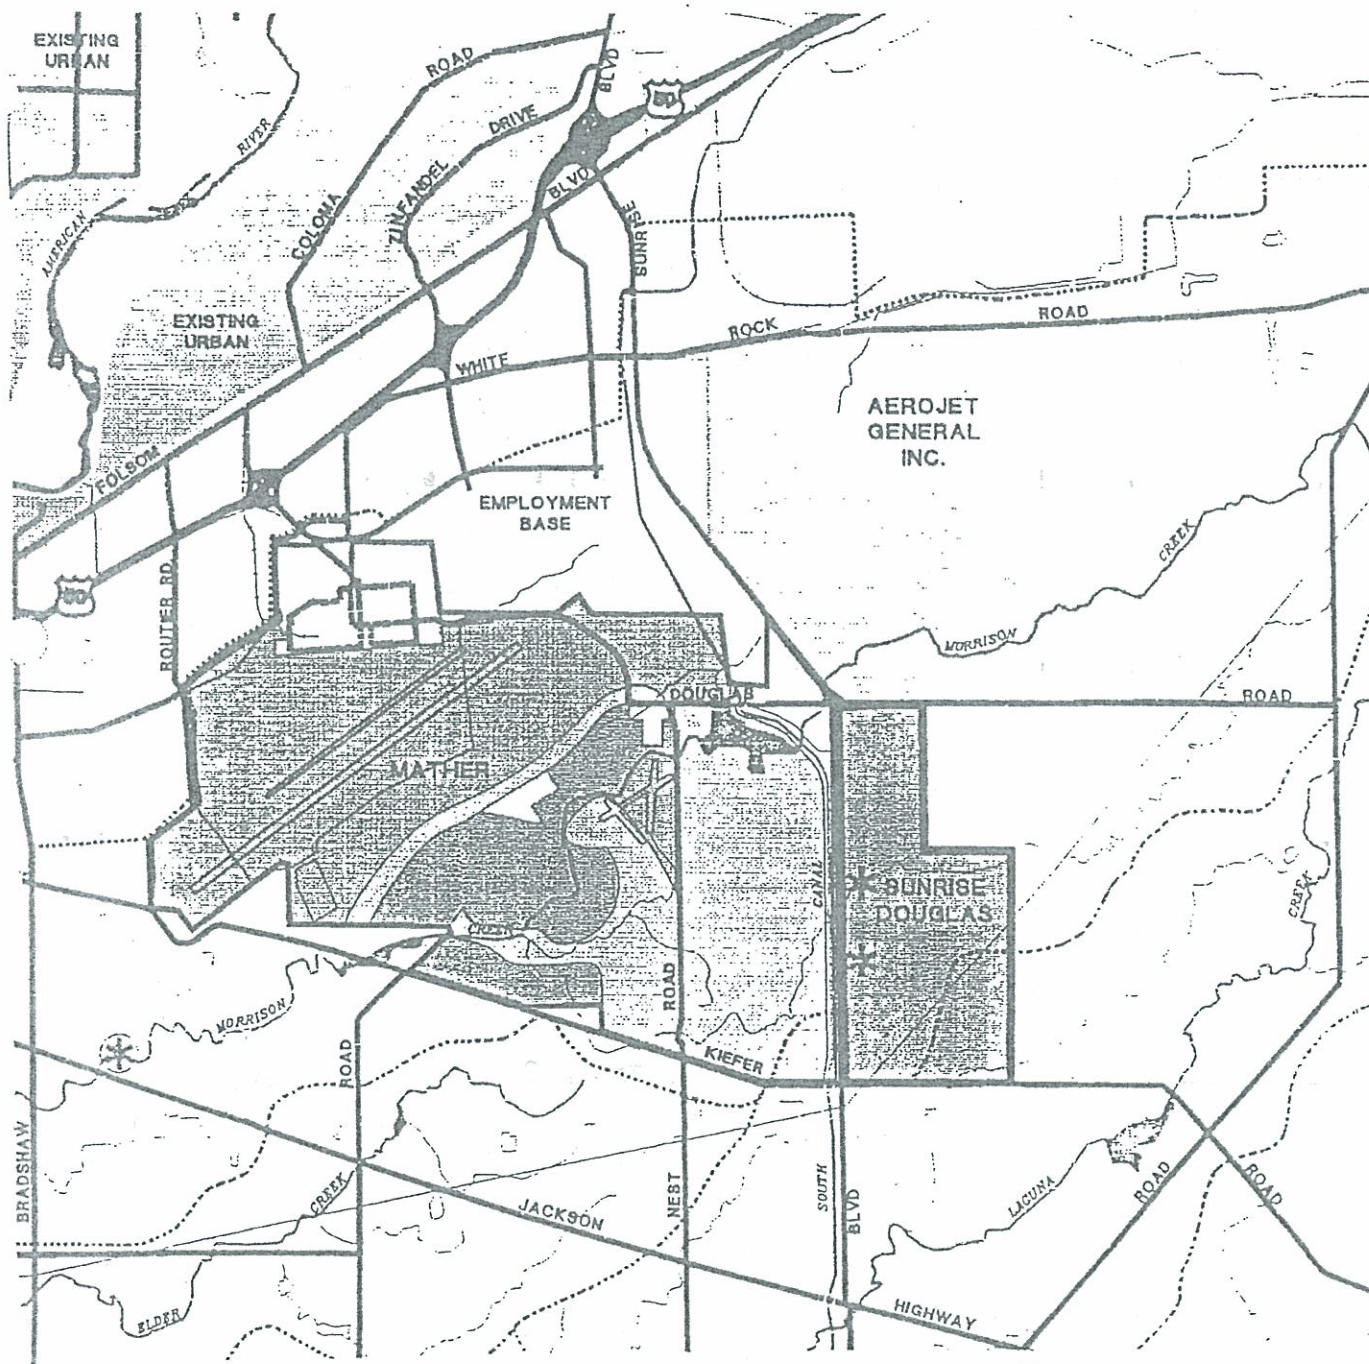 EXISTING
URBAN
ROAD
BLVD
50
DRIVE
RIVER
ZINFANDEL
BLVD
COLOMA
SUNRISE
AMERICAN
EXISTING
URBAN
ROCK
ROAD
WHITE
AEROJET
GENERAL
INC.
FOLSOM
EMPLOYMENT
BASE
CREEK
50
ROUTIER RD.
MORRISON
DOUGLAS
ROAD
MATHER
CANAL
SUNRISE
DOUGLAS
CREEK
CREEK
ROAD
MORRISON
ROAD
KIEFER
BRADSHAW
CREEK
NEST
SOUTH
BLVD
LAGUNA
ROAD
ROAD
JACKSON
ELDER
HIGHWAY